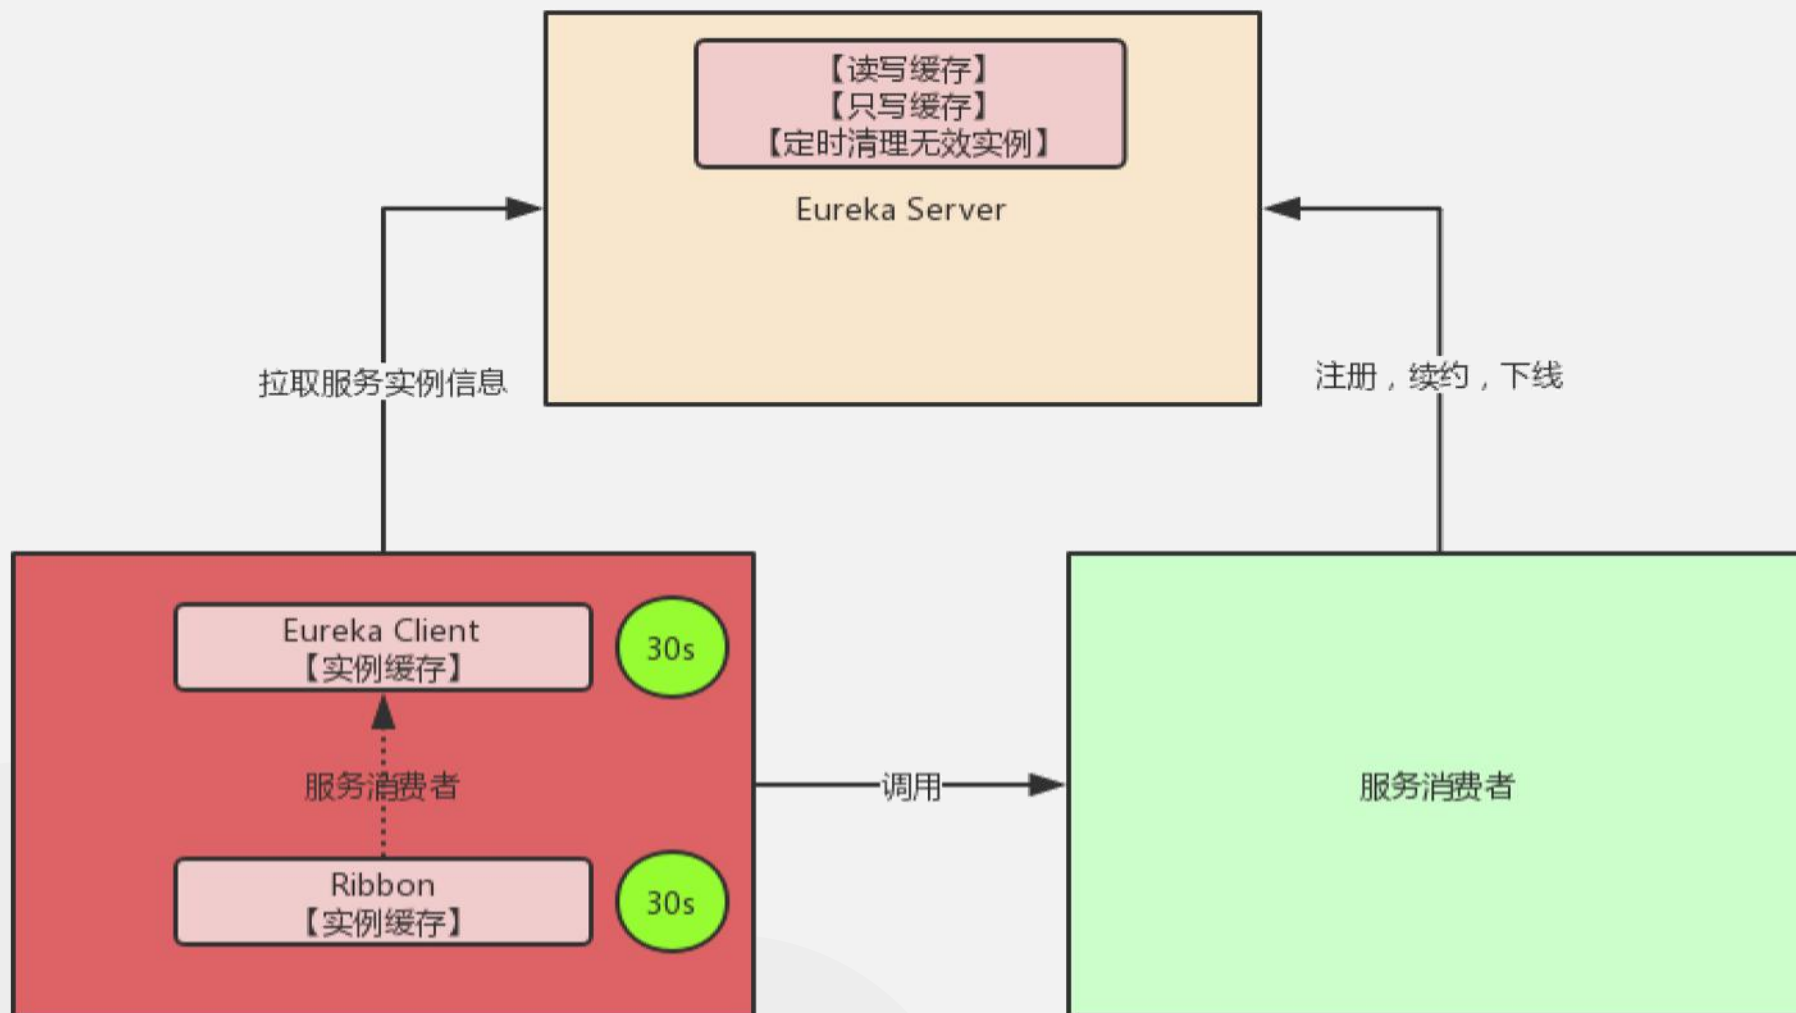 【读写缓存】
【只写缓存】
【定时清理无效实例】
Eureka Server
拉取服务实例信息
注册，续约，下线
Eureka Client
【实例缓存】
30s
服务消费者
调用
服务消费者
Ribbon
【实例缓存】
30s